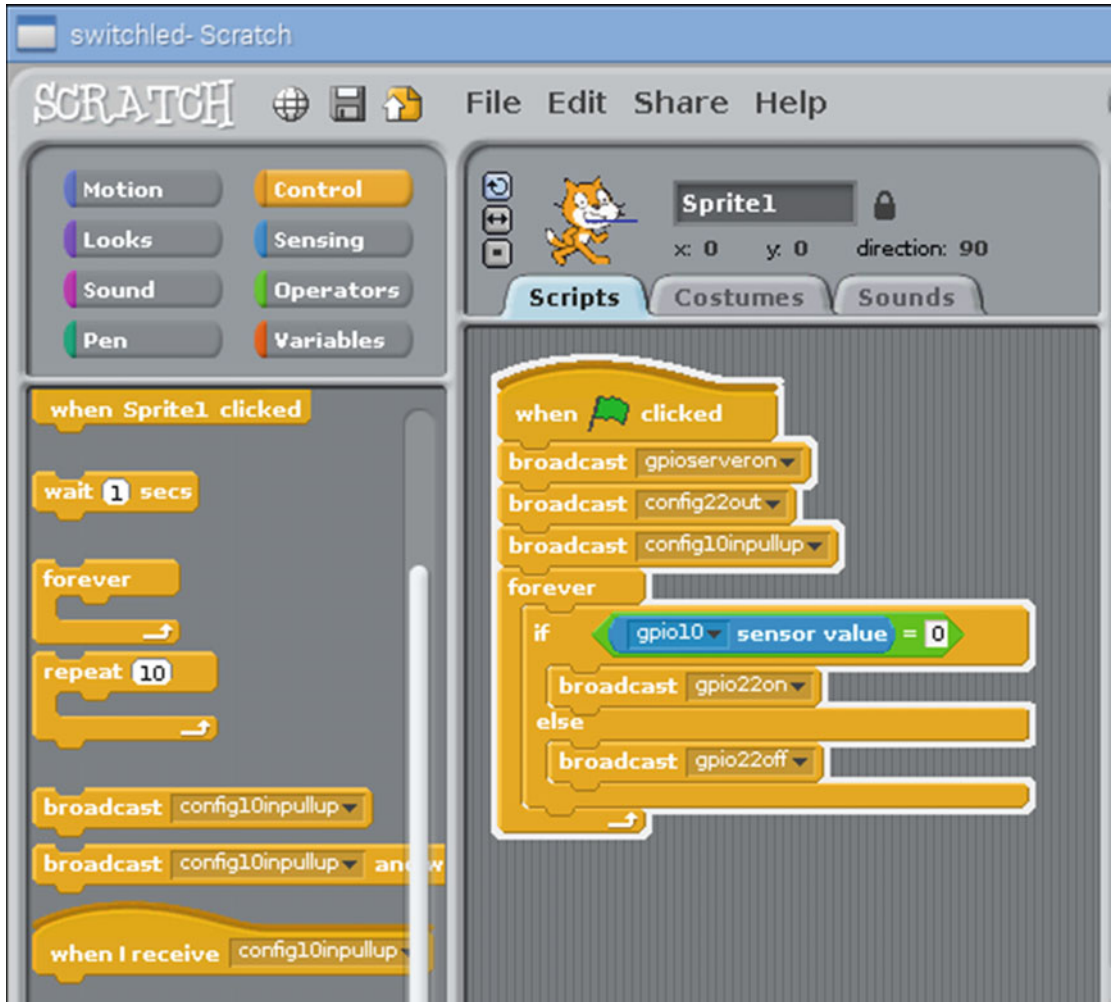 switchled- Scratch
SCRATCH File Edit Share Help
Motion Control
Looks Sensing
Sound Operators
Pen Variables
Sprite1
x: 0 y: 0 direction: 90
Scripts Costumes Sounds
when Sprite1 clicked
wait 1 secs
forever
repeat 10
broadcast config10inpullup
broadcast config10inpullup and w
when I receive config10inpullup
when clicked
broadcast gpioserveron
broadcast config22out
broadcast config10inpullup
forever
if gpio10 sensor value = 0
broadcast gpio22on
else
broadcast gpio22off